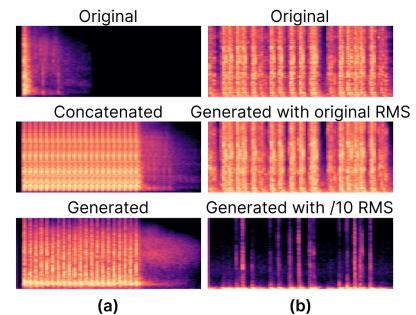 Original
Concatenated
Generated
(a)
Original
Generated with original RMS
Generated with /10 RMS
(b)